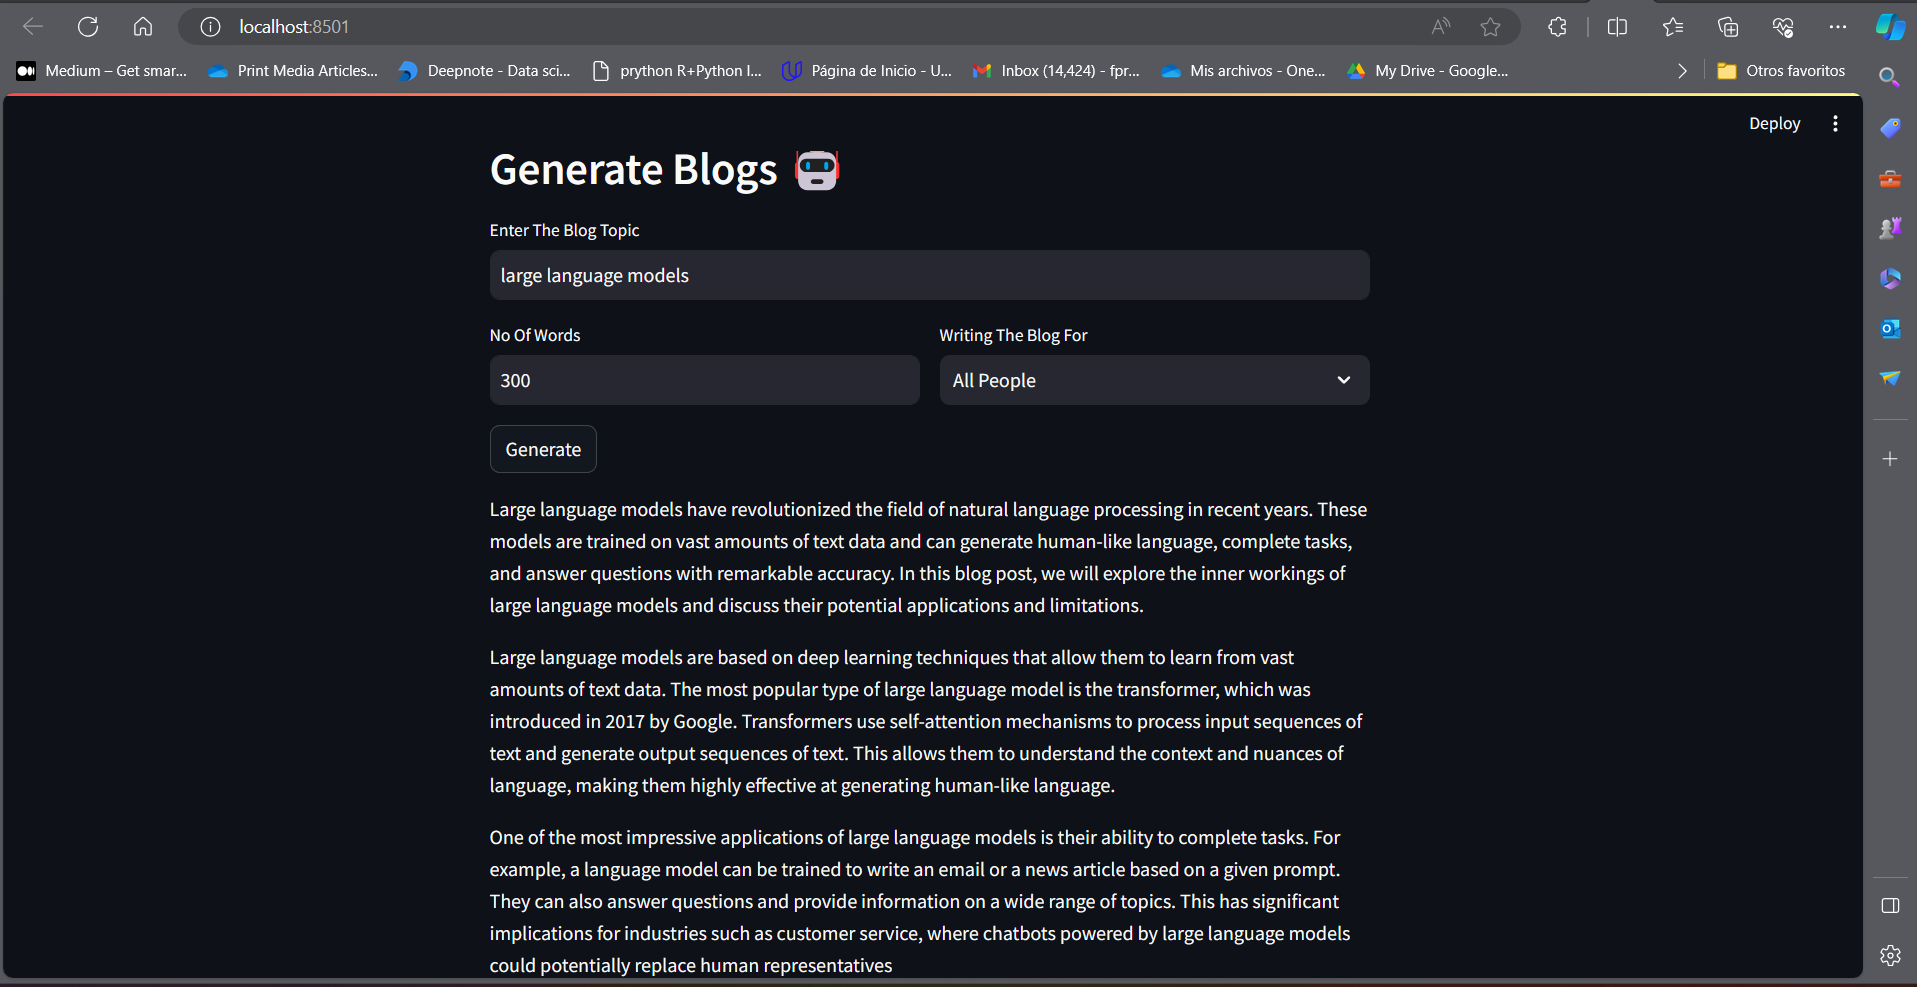 localhost:8501
Medium – Get smar... Print Media Articles... Deepnote - Data sci... prython R+Python I... Página de Inicio - U... Inbox (14,424) - fpr... Mis archivos - One... My Drive - Google... Otros favoritos
Deploy
Generate Blogs
Enter The Blog Topic
large language models
No Of Words Writing The Blog For
300 All People
Generate
Large language models have revolutionized the field of natural language processing in recent years. These
models are trained on vast amounts of text data and can generate human-like language, complete tasks,
and answer questions with remarkable accuracy. In this blog post, we will explore the inner workings of
large language models and discuss their potential applications and limitations.
Large language models are based on deep learning techniques that allow them to learn from vast
amounts of text data. The most popular type of large language model is the transformer, which was
introduced in 2017 by Google. Transformers use self-attention mechanisms to process input sequences of
text and generate output sequences of text. This allows them to understand the context and nuances of
language, making them highly effective at generating human-like language.
One of the most impressive applications of large language models is their ability to complete tasks. For
example, a language model can be trained to write an email or a news article based on a given prompt.
They can also answer questions and provide information on a wide range of topics. This has significant
implications for industries such as customer service, where chatbots powered by large language models
could potentially replace human representatives